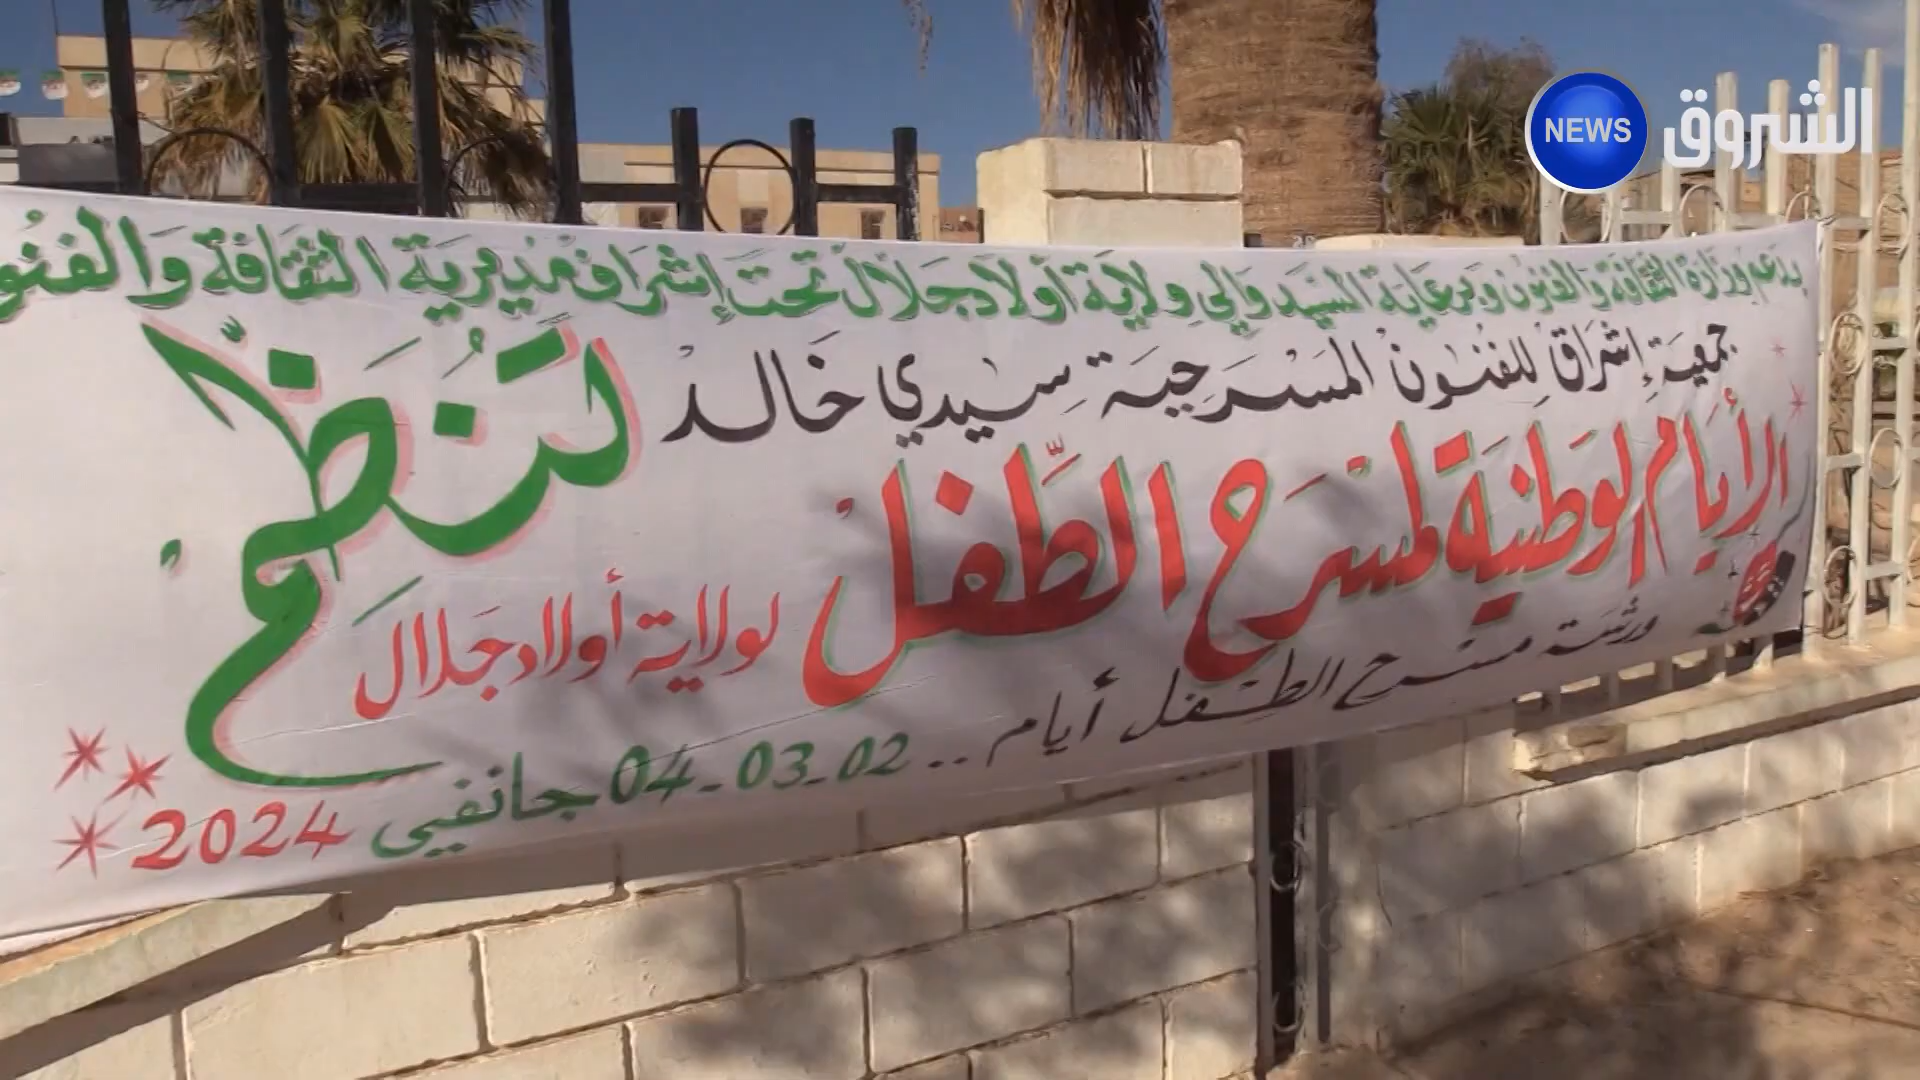 الشروق NEWS
بدعم وزارة الثقافة والفنون وبرعاية السيد والي ولاية أولاد جلال تحت إشراف مديرية الثقافة والفنو
جمعية إشراق للفنون المسرحية سيدي خالد
لتنظم
الأيام الوطنية لمسرح الطفل
لولاية أولاد جلال
ورشة مسرح الطفل أيام .. 02-03-04 جانفي 2024